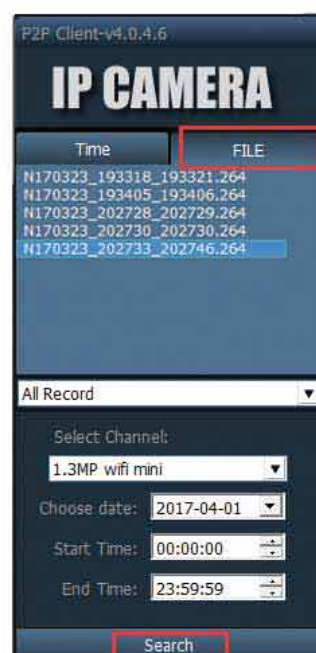 P2P Client-v4.0.4.6
IP CAMERA
Time FILE
N170323_193318_193321.264
N170323_193405_193406.264
N170323_202728_202729.264
N170323_202730_202730.264
N170323_202733_202746.264
All Record
Select Channel:
1.3MP wifi mini
Choose date: 2017-04-01
Start Time: 00:00:00
End Time: 23:59:59
Search